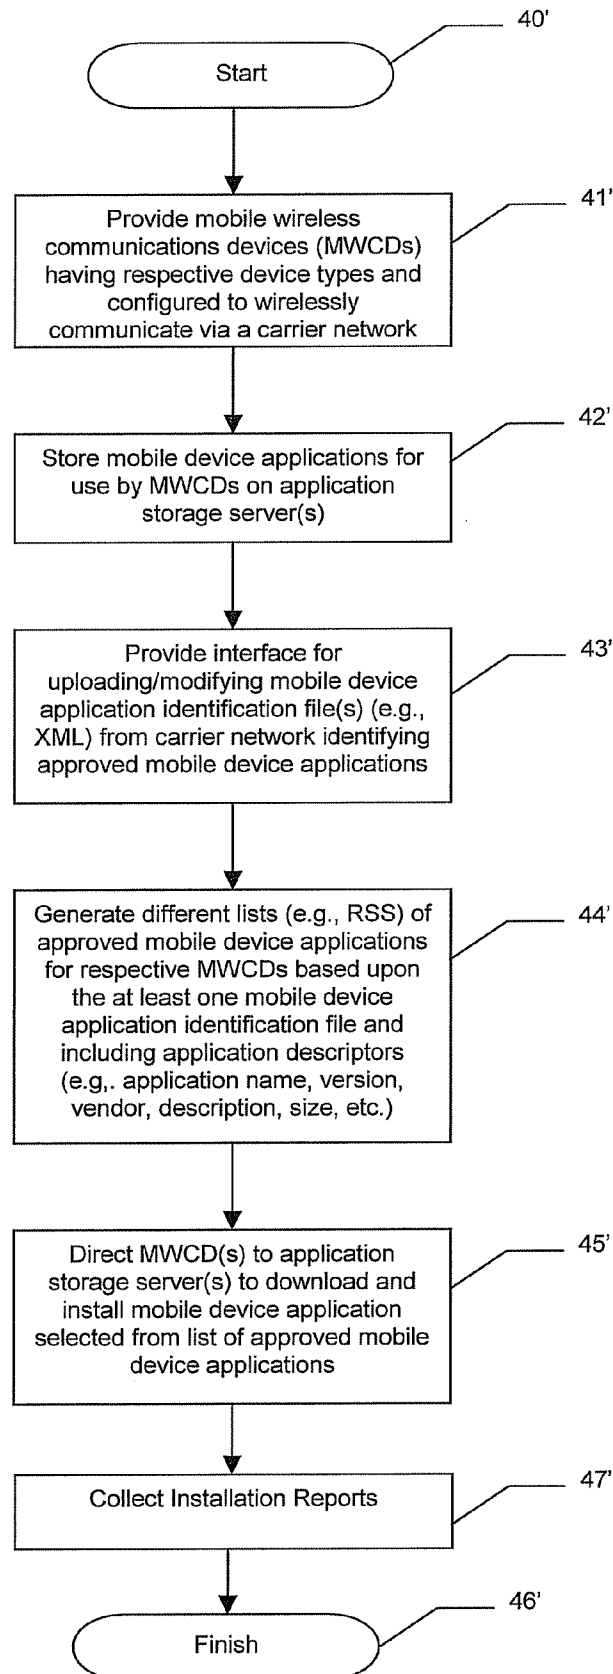 40'
Start
41'
Provide mobile wireless
communications devices (MWCDs)
having respective device types and
configured to wirelessly
communicate via a carrier network
42'
Store mobile device applications for
use by MWCDs on application
storage server(s)
43'
Provide interface for
uploading/modifying mobile device
application identification file(s) (e.g.,
XML) from carrier network identifying
approved mobile device applications
44'
Generate different lists (e.g., RSS) of
approved mobile device applications
for respective MWCDs based upon
the at least one mobile device
application identification file and
including application descriptors
(e.g,. application name, version,
vendor, description, size, etc.)
45'
Direct MWCD(s) to application
storage server(s) to download and
install mobile device application
selected from list of approved mobile
device applications
47'
Collect Installation Reports
46'
Finish